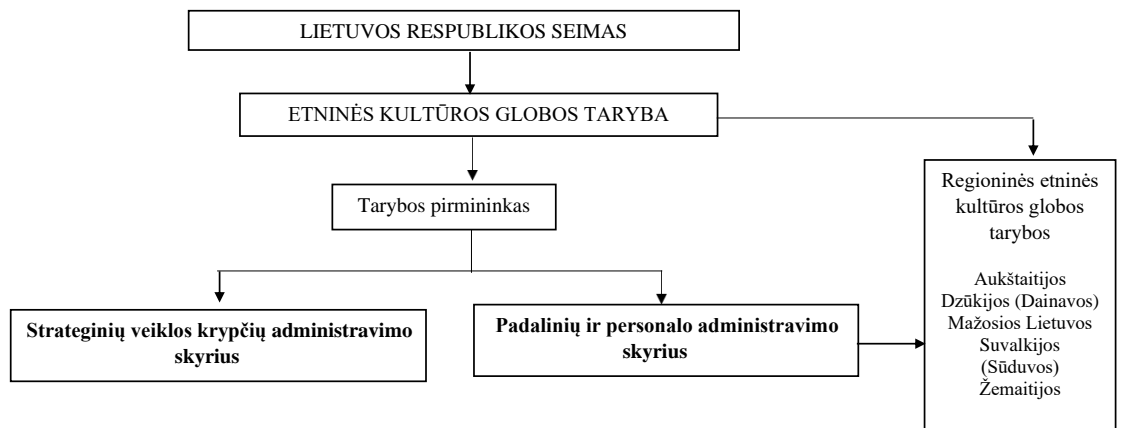 LIETUVOS RESPUBLIKOS SEIMAS
ETNINĖS KULTŪROS GLOBOS TARYBA
Tarybos pirmininkas
Strateginių veiklos krypčių administravimo
skyrius
Padalinių ir personalo administravimo
skyrius
Regioninės etninės
kultūros globos
tarybos
Aukštaitijos
Dzūkijos (Dainavos)
Mažosios Lietuvos
Suvalkijos
(Sūduvos)
Žemaitijos